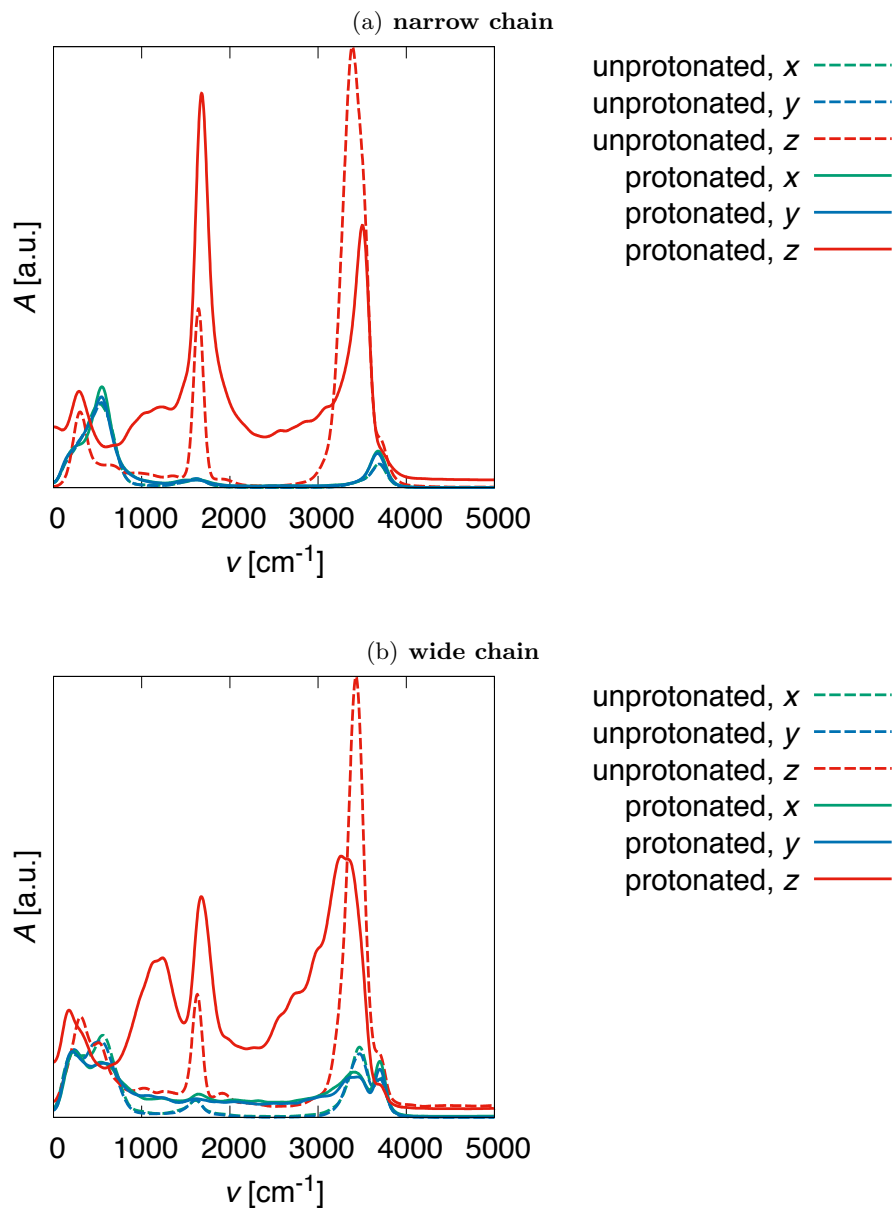 (a) narrow chain
unprotonated, x
unprotonated, y
unprotonated, z
protonated, x
protonated, y
protonated, z
A [a.u.]
0 1000 2000 3000 4000 5000
ν [cm⁻¹]
(b) wide chain
unprotonated, x
unprotonated, y
unprotonated, z
protonated, x
protonated, y
protonated, z
A [a.u.]
0 1000 2000 3000 4000 5000
ν [cm⁻¹]